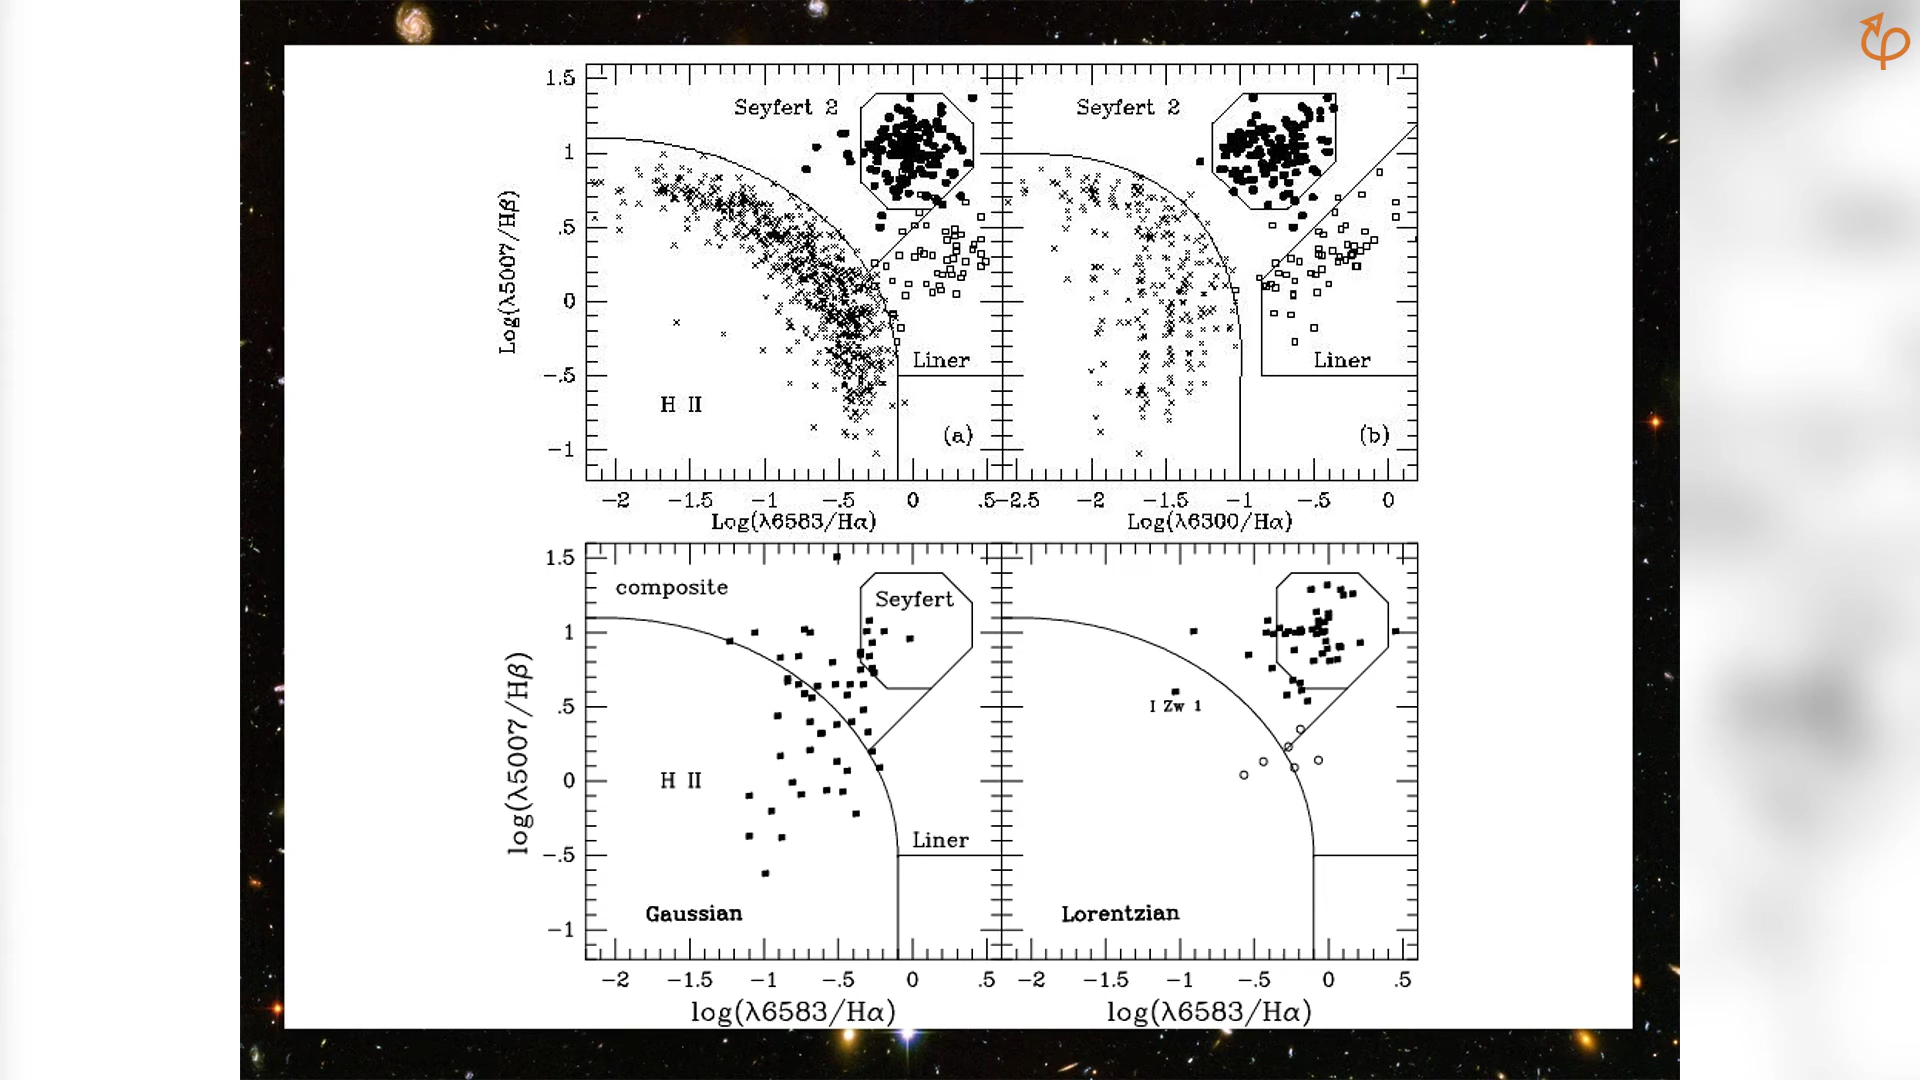 1.5
1
.5
0
−.5
−1
Log(λ5007/Hβ)
Seyfert 2
H II
Liner
(a)
−2 −1.5 −1 −.5 0 .5
Log(λ6583/Hα)
Seyfert 2
Liner
(b)
−2.5 −2 −1.5 −1 −.5 0
Log(λ6300/Hα)
1.5
1
.5
0
−.5
−1
log(λ5007/Hβ)
composite
Seyfert
H II
Liner
Gaussian
−2 −1.5 −1 −.5 0 .5
log(λ6583/Hα)
I Zw 1
Lorentzian
−2 −1.5 −1 −.5 0 .5
log(λ6583/Hα)